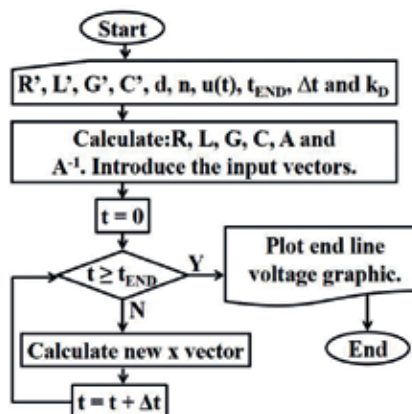 Start
R’, L’, G’, C’, d, n, u(t), tEND, Δt and kD
Calculate:R, L, G, C, A and
A⁻¹. Introduce the input vectors.
t = 0
t ≥ tEND
Y
N
Plot end line
voltage graphic.
Calculate new x vector
End
t = t + Δt